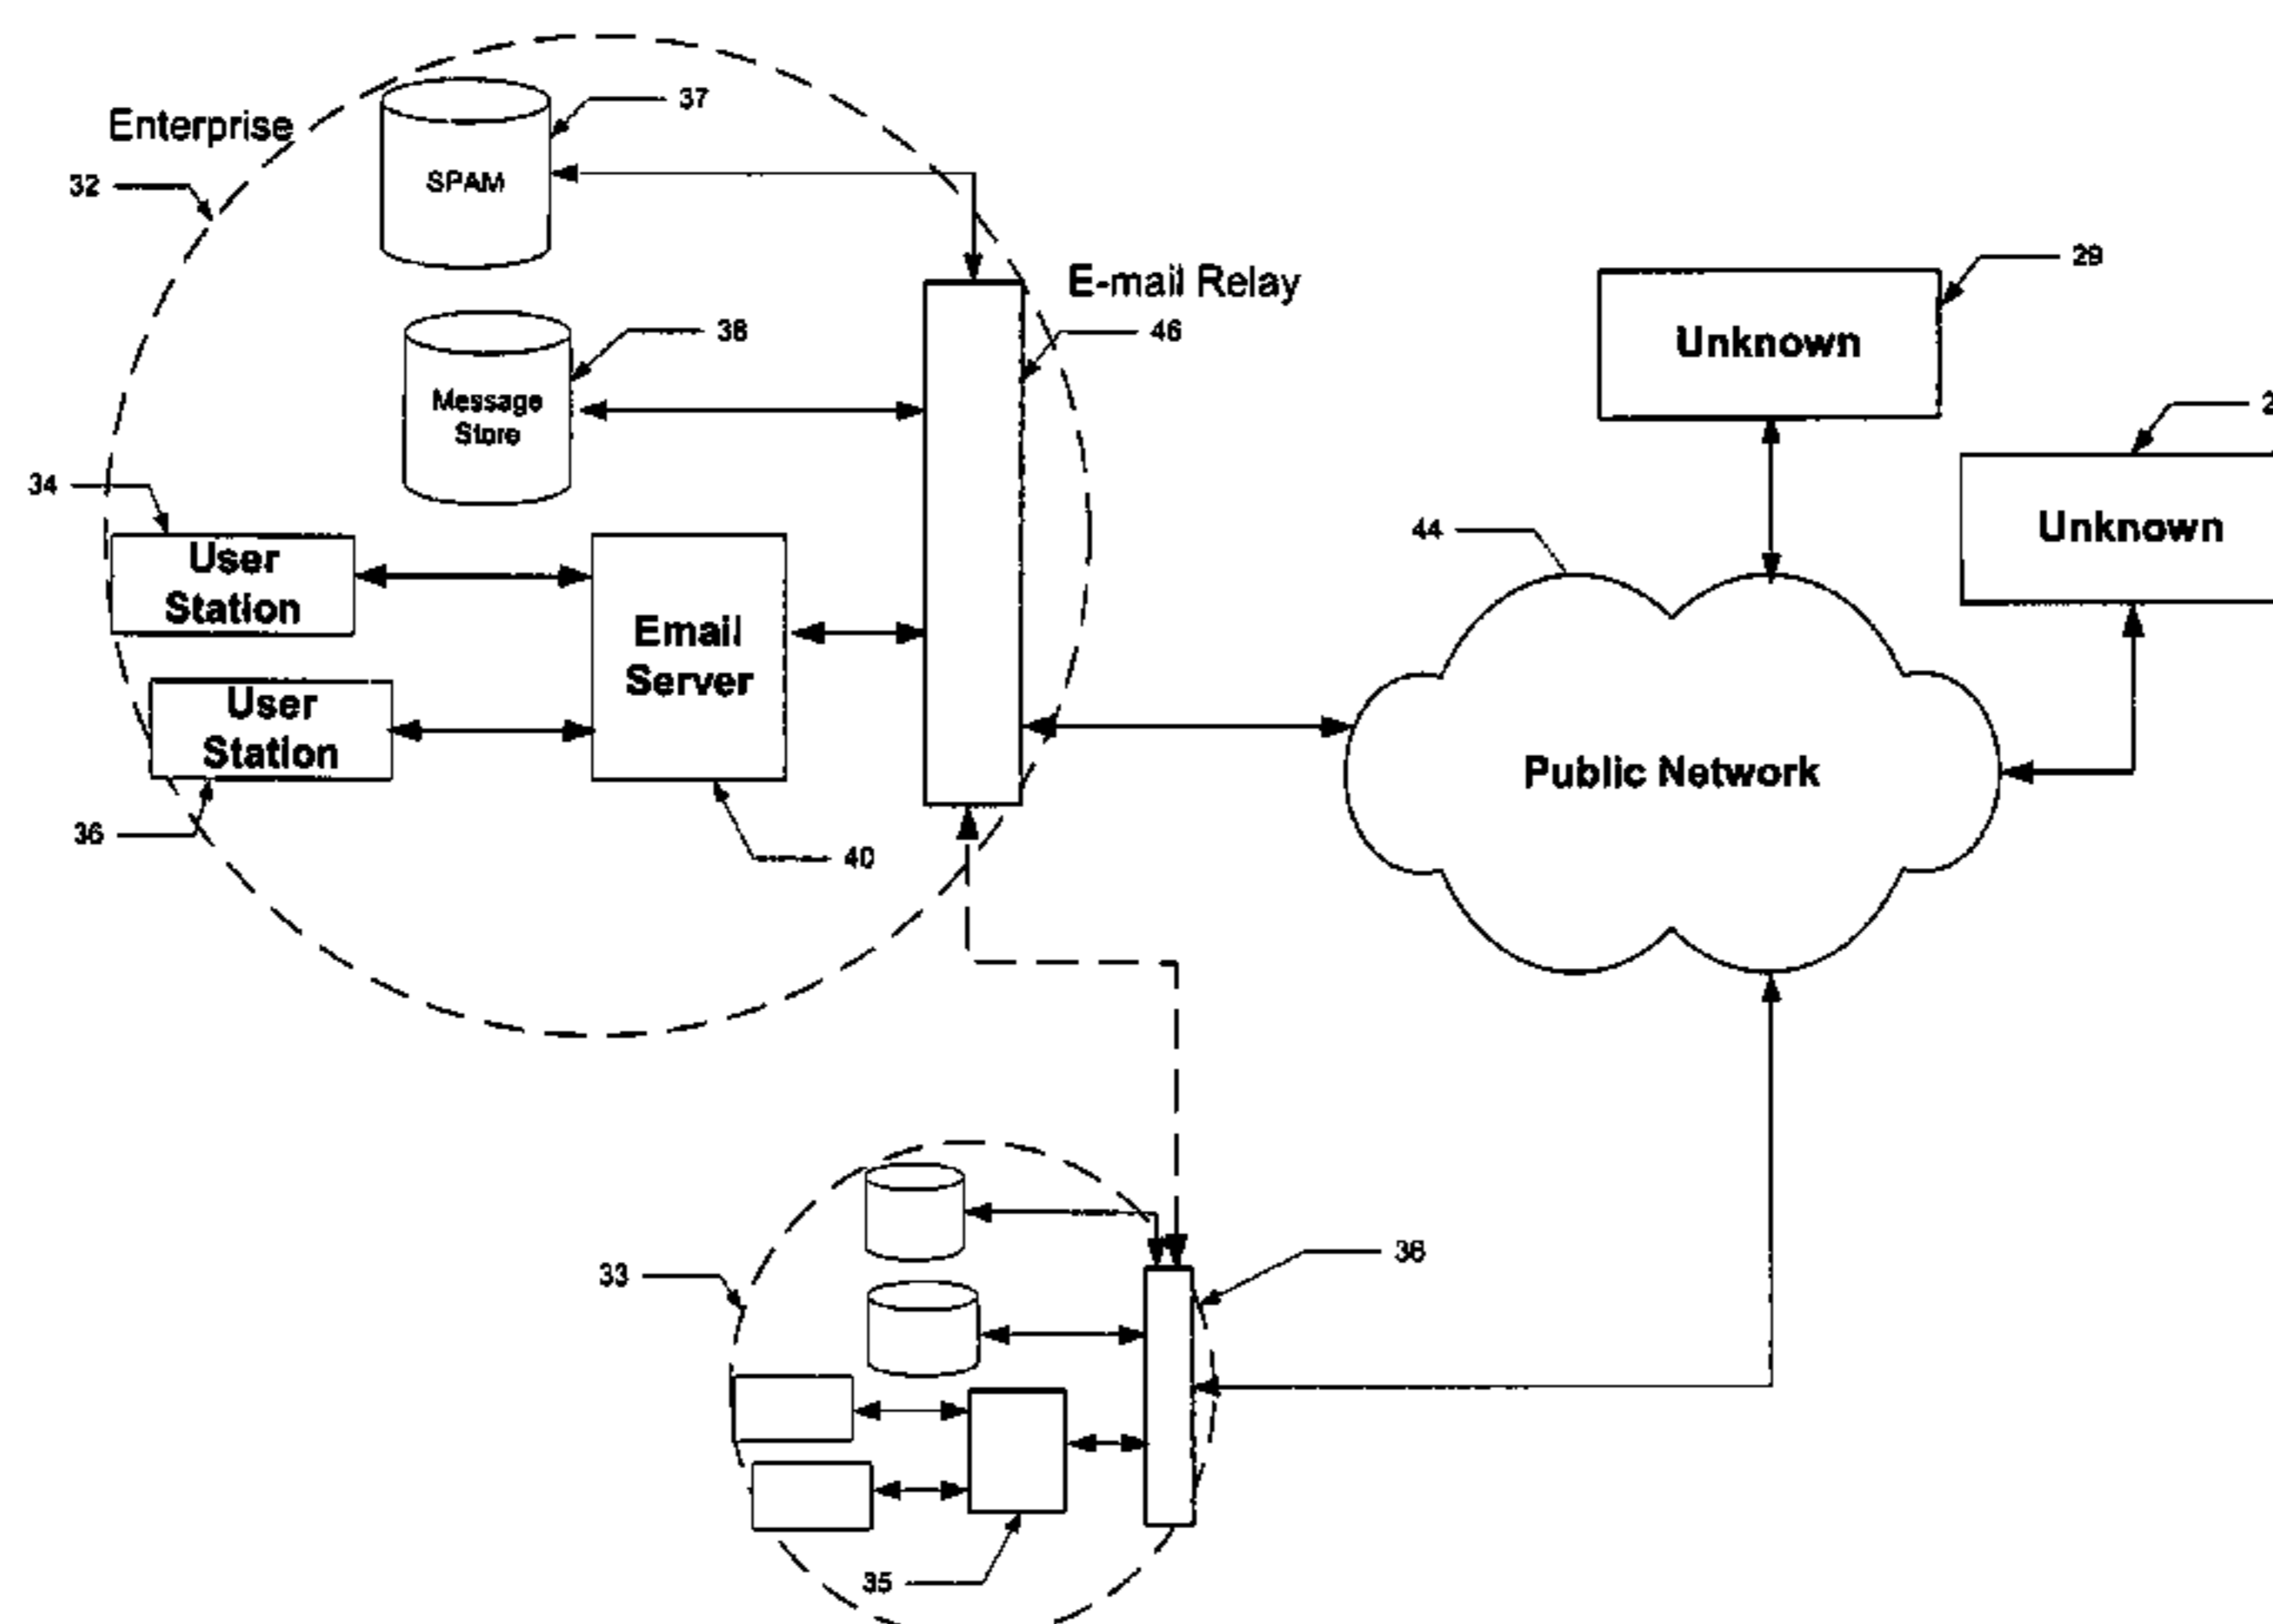 37
Enterprise
32
SPAM
E-mail Relay
29
Unknown
38
46
Message
Store
34
44
Unknown
User
Station
Email
Server
User
Station
Public Network
36
40
33
38
35